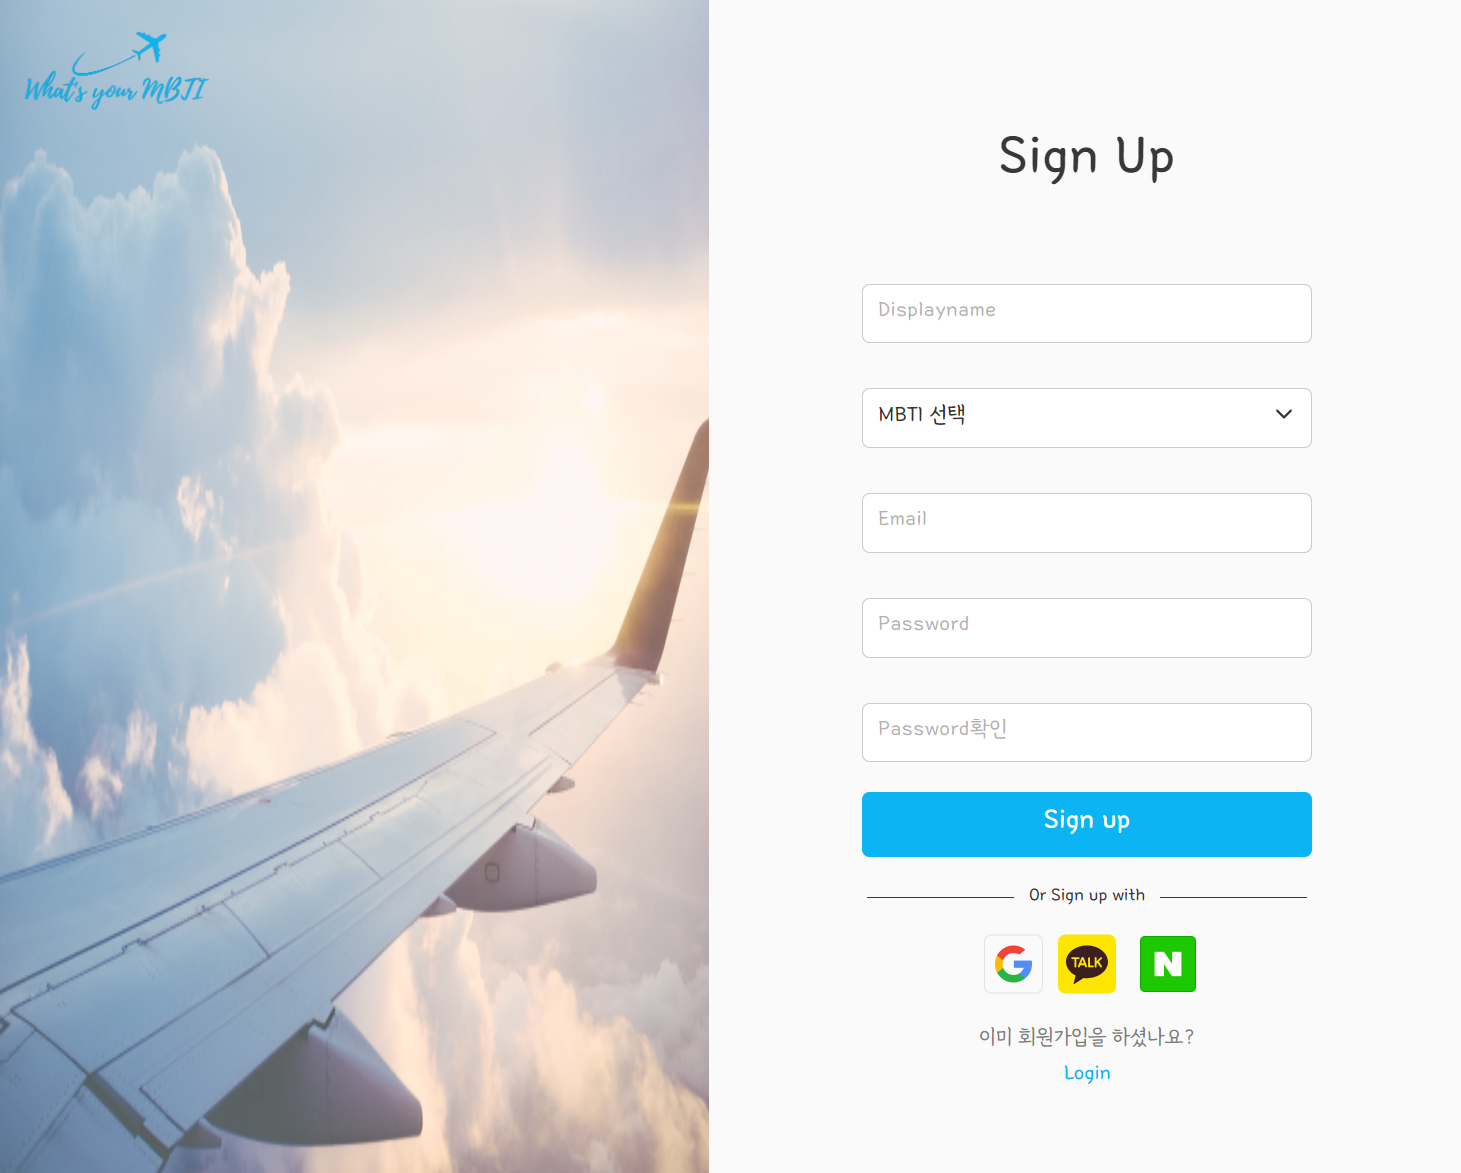 What's your MBTI
Sign Up
Displayname
MBTI 선택
Email
Password
Password확인
Sign up
Or Sign up with
TALK
N
이미 회원가입을 하셨나요?
Login